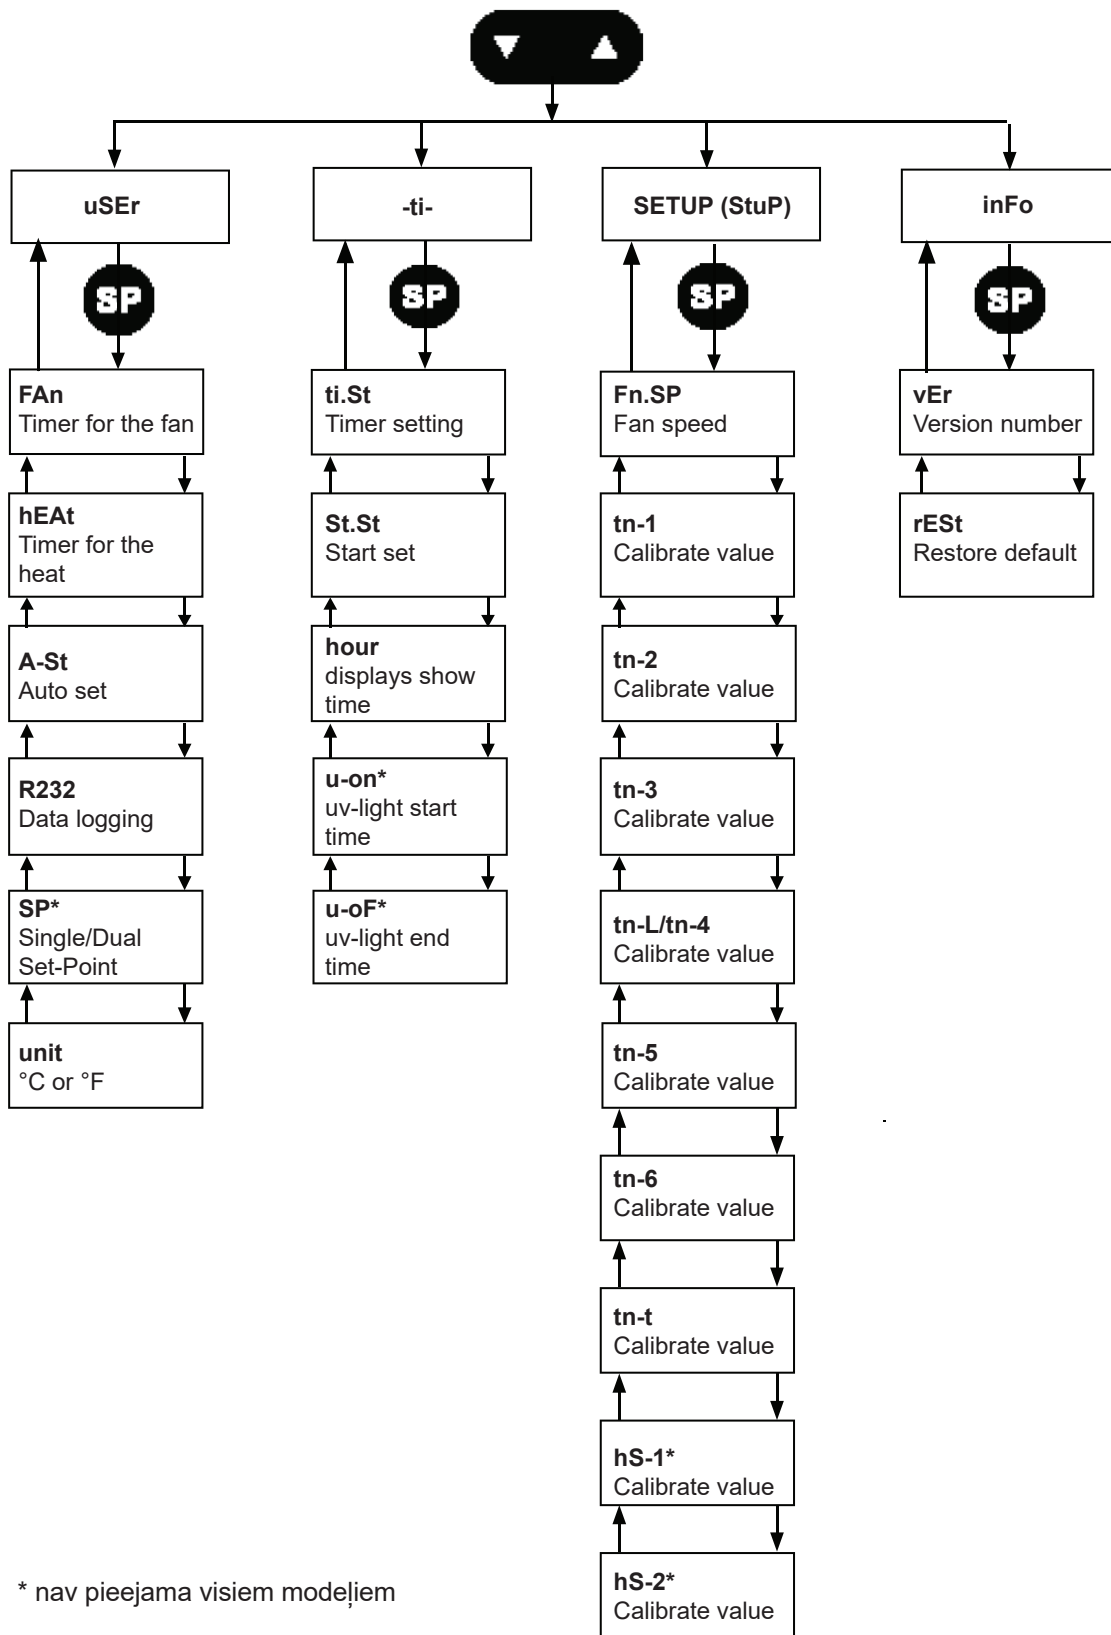 uSEr
SP
FAn
Timer for the fan
hEAt
Timer for the
heat
A-St
Auto set
R232
Data logging
SP*
Single/Dual
Set-Point
unit
°C or °F
-ti-
SP
ti.St
Timer setting
St.St
Start set
hour
displays show
time
u-on*
uv-light start
time
u-oF*
uv-light end
time
SETUP (StuP)
SP
Fn.SP
Fan speed
tn-1
Calibrate value
tn-2
Calibrate value
tn-3
Calibrate value
tn-L/tn-4
Calibrate value
tn-5
Calibrate value
tn-6
Calibrate value
tn-t
Calibrate value
hS-1*
Calibrate value
hS-2*
Calibrate value
inFo
SP
vEr
Version number
rESt
Restore default
* nav pieejama visiem modeļiem